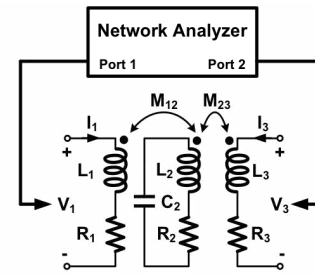 Network Analyzer
Port 1 Port 2
M12 M23
I1 I3
+ +
L1 L2 L3
C2
V1 V3
R1 R2 R3
- -